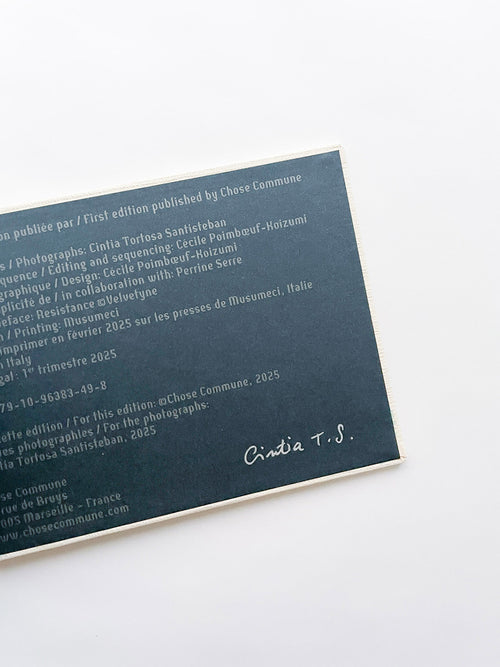 on publiée par / First edition published by Chose Commune
s / Photographs: Cintia Tortosa Santisteban
quence / Editing and sequencing: Cécile Poimbœuf-Koizumi
graphique / Design: Cécile Poimbœuf-Koizumi
plicité de / in collaboration with: Perrine Serre
eface: Resistance @Velvetyne
n / Printing: Musumeci
imprimer en février 2025 sur les presses de Musumeci, Italie
n Italy
gal: 1er trimestre 2025
79-10-96383-49-8
ette edition / For this edition: @Chose Commune, 2025
es photographies / For the photographs:
tia Tortosa Santisteban, 2025
se Commune
rue de Bruys
005 Marseille - France
ww.chosecommune.com
Cintia T.S.